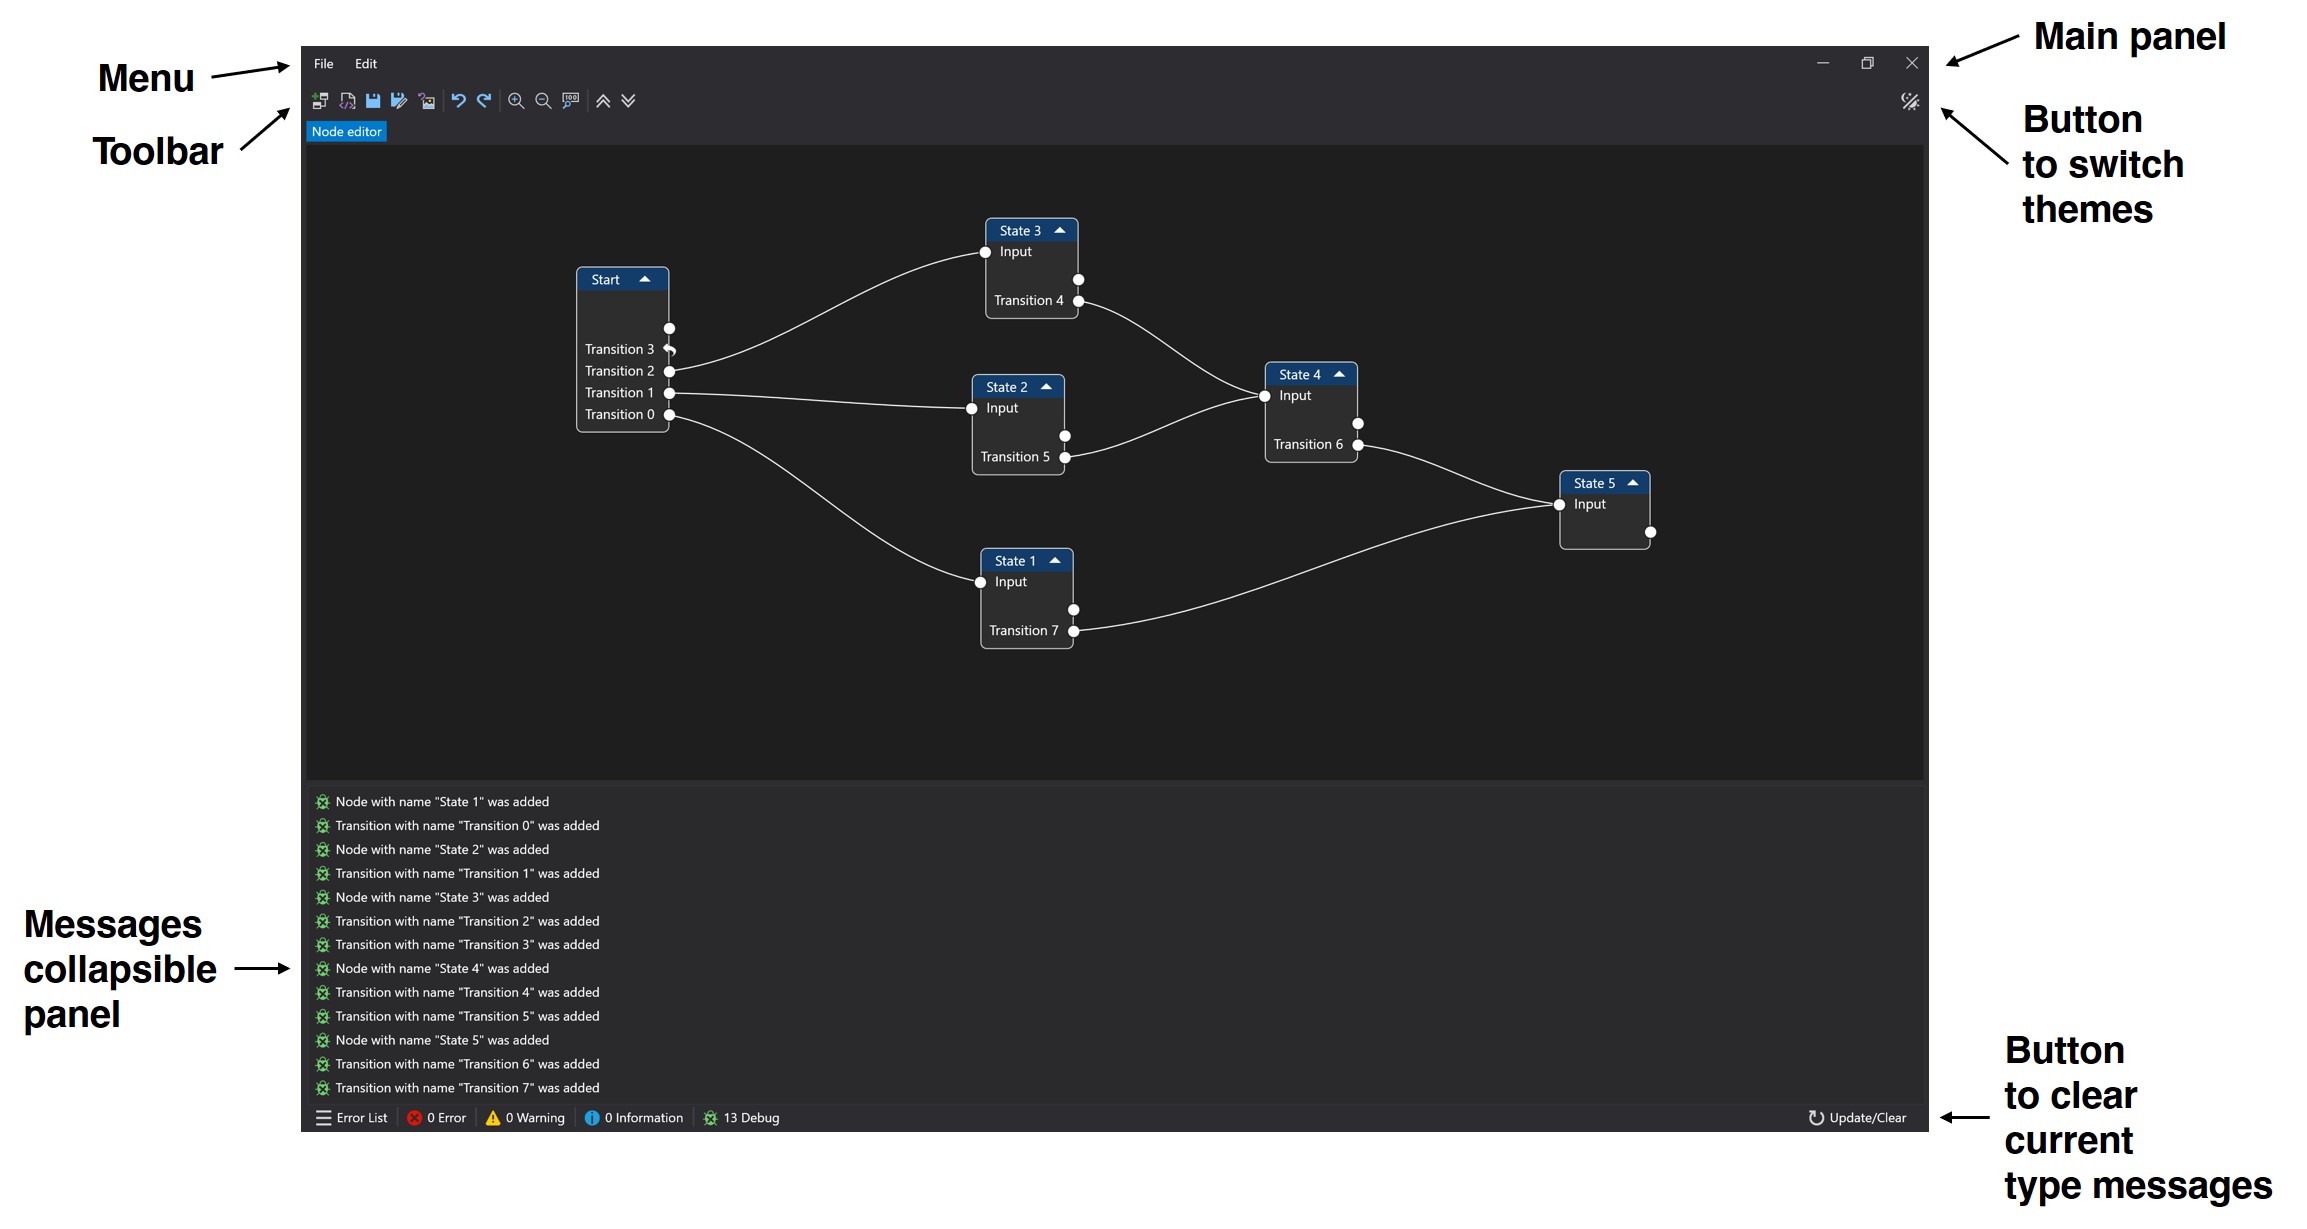 Main panel
Menu
File Edit
Toolbar
100
Button
to switch
themes
Node editor
State 3
Input
Transition 4
Start
Transition 3
Transition 2
Transition 1
Transition 0
State 2
Input
Transition 5
State 4
Input
Transition 6
State 5
Input
State 1
Input
Transition 7
Messages
collapsible
panel
Node with name "State 1" was added
Transition with name "Transition 0" was added
Node with name "State 2" was added
Transition with name "Transition 1" was added
Node with name "State 3" was added
Transition with name "Transition 2" was added
Transition with name "Transition 3" was added
Node with name "State 4" was added
Transition with name "Transition 4" was added
Transition with name "Transition 5" was added
Node with name "State 5" was added
Transition with name "Transition 6" was added
Transition with name "Transition 7" was added
Error List 0 Error 0 Warning 0 Information 13 Debug Update/Clear
Button
to clear
current
type messages